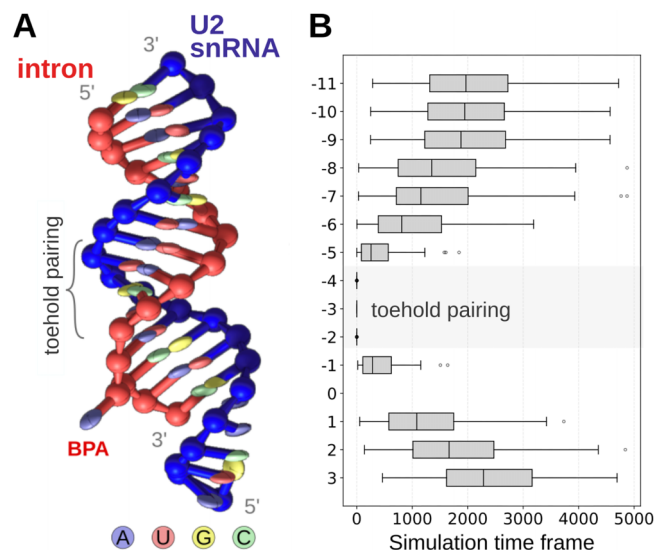 A
U2
snRNA
3'
intron
5'
toehold pairing
BPA
3'
5'
A U G C
B
-11
-10
-9
-8
-7
-6
-5
-4
-3
toehold pairing
-2
-1
0
1
2
3
0 1000 2000 3000 4000 5000
Simulation time frame